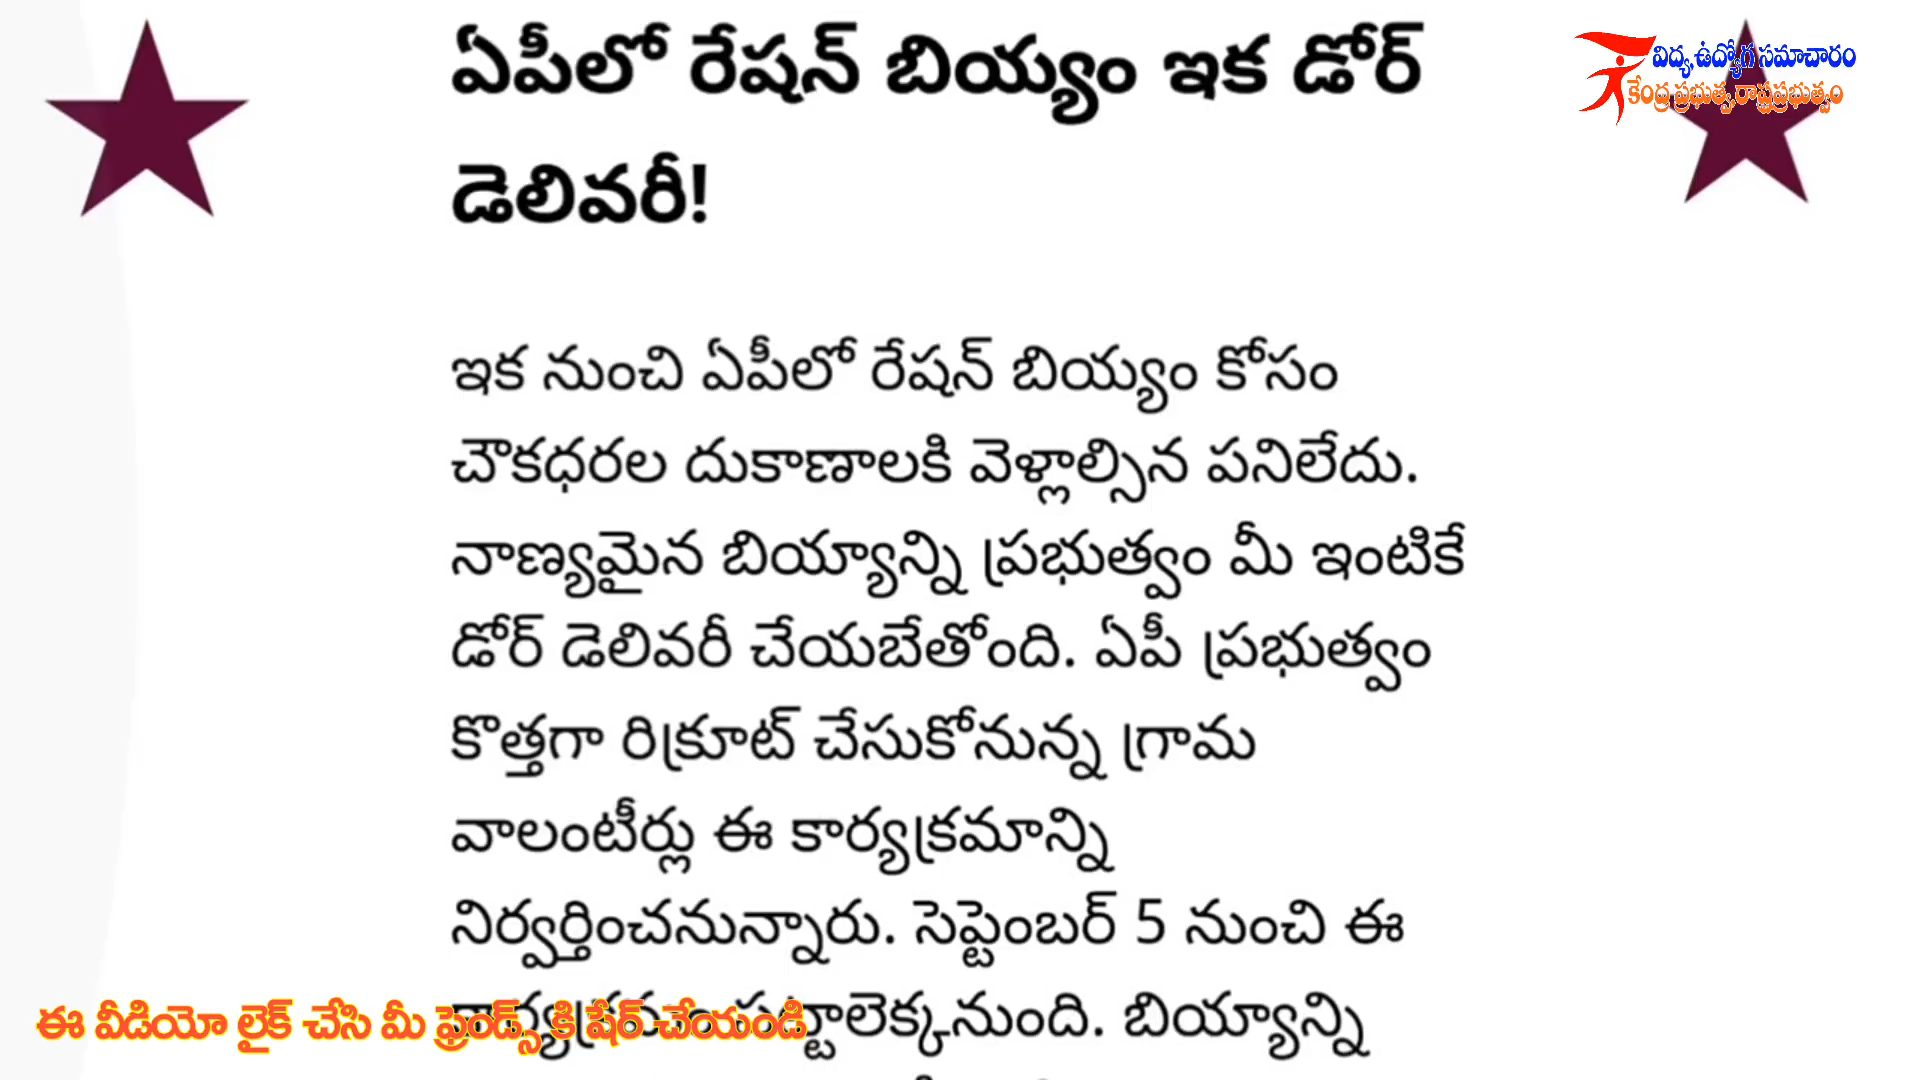 ఏపీలో రేషన్ బియ్యం ఇక డోర్
డెలివరీ!
విద్య,ఉద్యోగ సమాచారం
కేంద్ర ప్రభుత్వ,రాష్ట్రప్రభుత్వం
ఇక నుంచి ఏపీలో రేషన్ బియ్యం కోసం
చౌకధరల దుకాణాలకి వెళ్లాల్సిన పనిలేదు.
నాణ్యమైన బియ్యాన్ని ప్రభుత్వం మీ ఇంటికే
డోర్ డెలివరీ చేయబేతోంది. ఏపీ ప్రభుత్వం
కొత్తగా రిక్రూట్ చేసుకోనున్న గ్రామ
వాలంటీర్లు ఈ కార్యక్రమాన్ని
నిర్వర్తించనున్నారు. సెప్టెంబర్ 5 నుంచి ఈ
పట్టాలెక్కనుంది. బియ్యాన్ని
ఈ వీడియో లైక్ చేసి మీ ఫ్రెండ్స్ కి షేర్ చేయండి